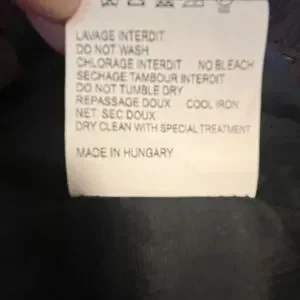 LAVAGE INTERDIT
DO NOT WASH
CHLORAGE INTERDIT NO BLEACH
SECHAGE TAMBOUR INTERDIT
DO NOT TUMBLE DRY
REPASSAGE DOUX COOL IRON
NET. SEC DOUX
DRY CLEAN WITH SPECIAL TREATMENT
MADE IN HUNGARY